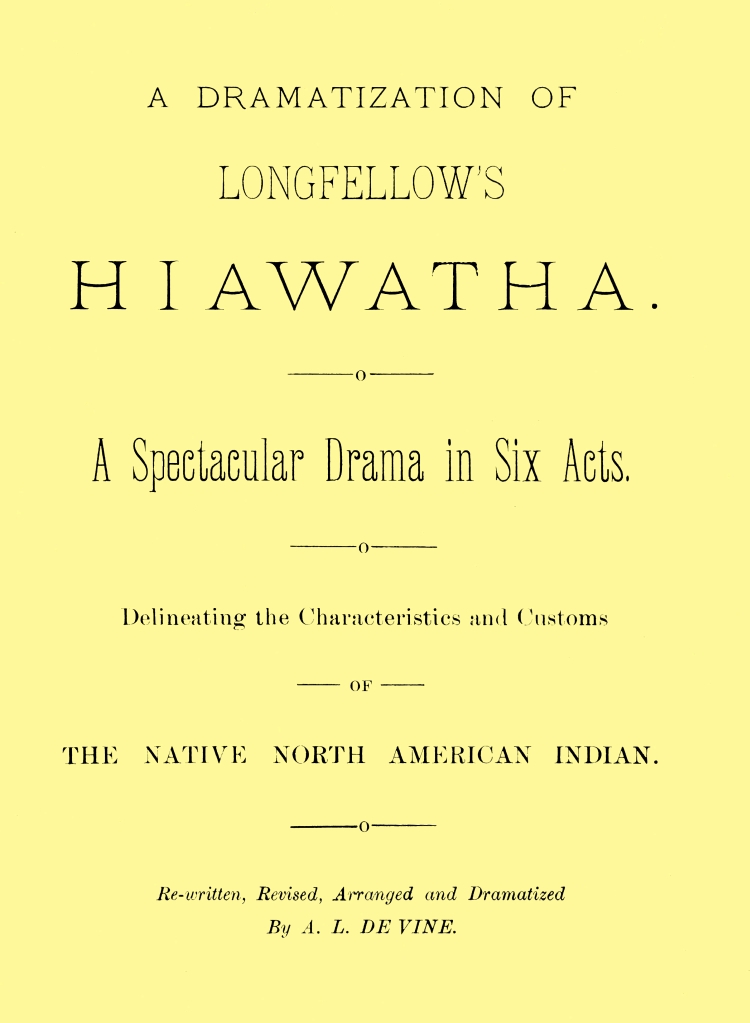 A DRAMATIZATION OF
LONGFELLOW'S
HIAWATHA.
o
A Spectacular Drama in Six Acts.
o
Delineating the Characteristics and Customs
OF
THE NATIVE NORTH AMERICAN INDIAN.
o
Re-written, Revised, Arranged and Dramatized
By A. L. DE VINE.